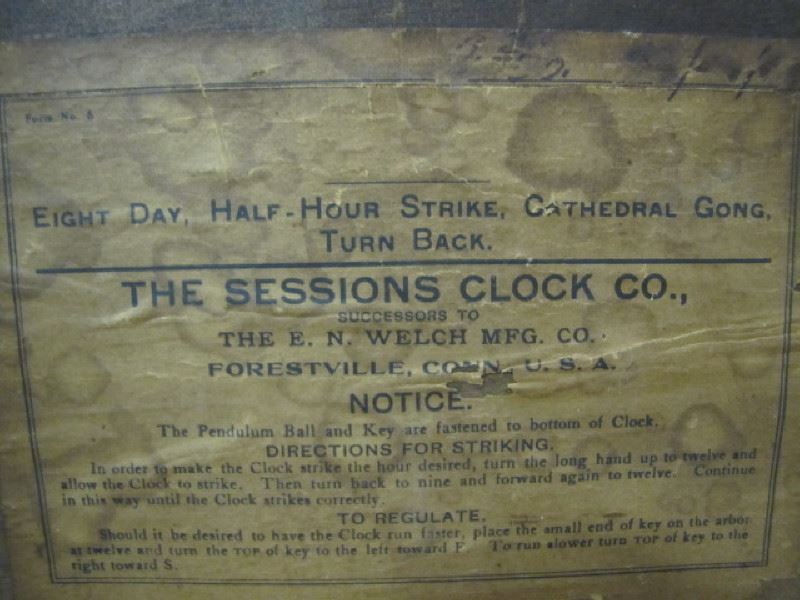 Form No. 8
EIGHT DAY, HALF-HOUR STRIKE, CATHEDRAL GONG,
TURN BACK.
THE SESSIONS CLOCK CO.,
SUCCESSORS TO
THE E. N. WELCH MFG. CO.
FORESTVILLE, CONN., U. S. A.
NOTICE.
The Pendulum Ball and Key are fastened to bottom of Clock.
DIRECTIONS FOR STRIKING.
In order to make the Clock strike the hour desired, turn the long hand up to twelve and
allow the Clock to strike. Then turn back to nine and forward again to twelve. Continue
in this way until the Clock strikes correctly.
TO REGULATE.
Should it be desired to have the Clock run faster, place the small end of key on the arbor
at twelve and turn the TOP of key to the left toward F. To run slower turn TOP of key to the
right toward S.